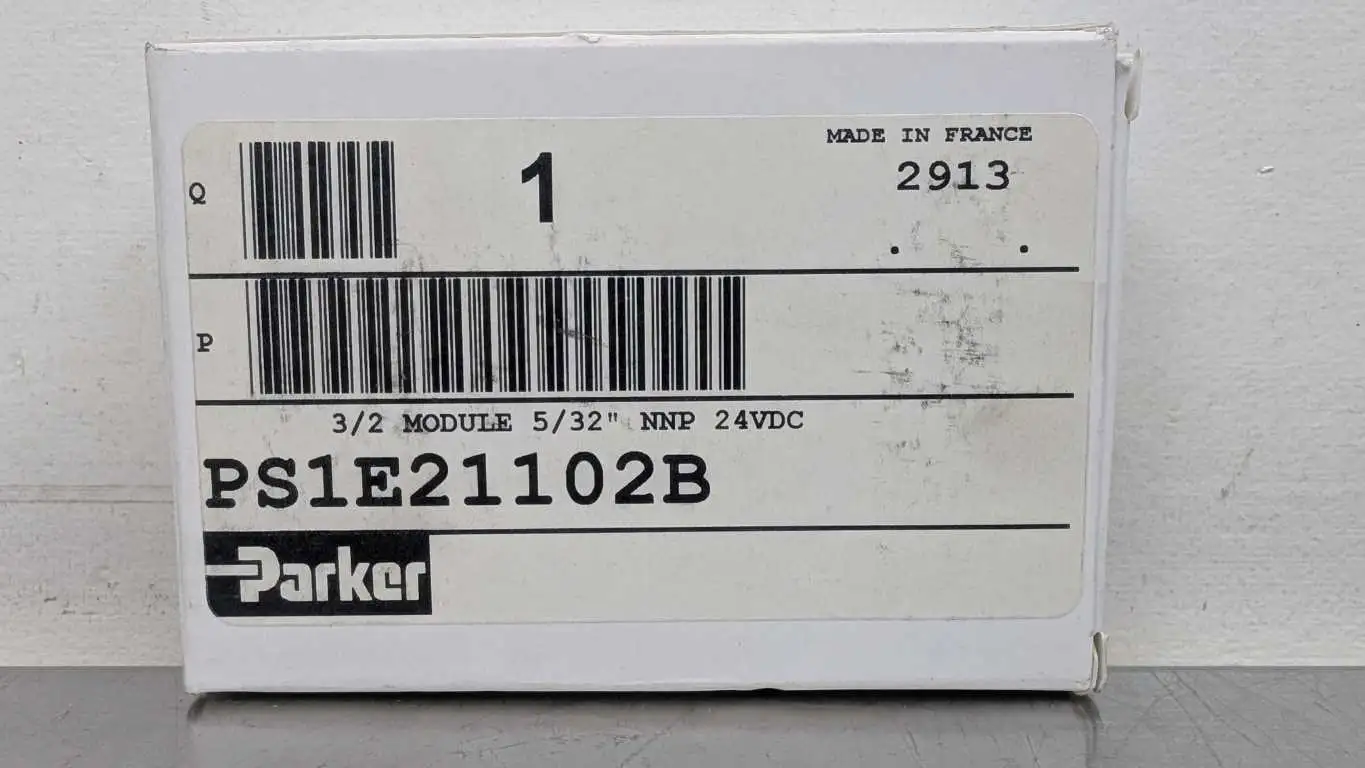 MADE IN FRANCE
Q 1 2913
P
3/2 MODULE 5/32" NNP 24VDC
PS1E21102B
Parker